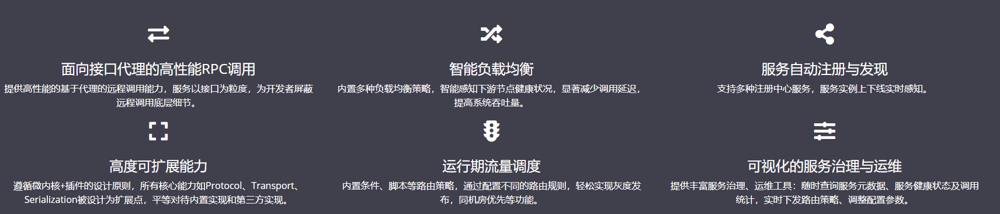 面向接口代理的高性能RPC调用
提供高性能的基于代理的远程调用能力，服务以接口为粒度，为开发者屏蔽
远程调用底层细节。
智能负载均衡
内置多种负载均衡策略，智能感知下游节点健康状况，显著减少调用延迟，
提高系统吞吐量。
服务自动注册与发现
支持多种注册中心服务，服务实例上下线实时感知。
高度可扩展能力
遵循微内核+插件的设计原则，所有核心能力如Protocol、Transport、
Serialization被设计为扩展点，平等对待内置实现和第三方实现。
运行期流量调度
内置条件、脚本等路由策略，通过配置不同的路由规则，轻松实现灰度发
布，同机房优先等功能。
可视化的服务治理与运维
提供丰富服务治理、运维工具：随时查询服务元数据、服务健康状态及调用
统计，实时下发路由策略、调整配置参数。